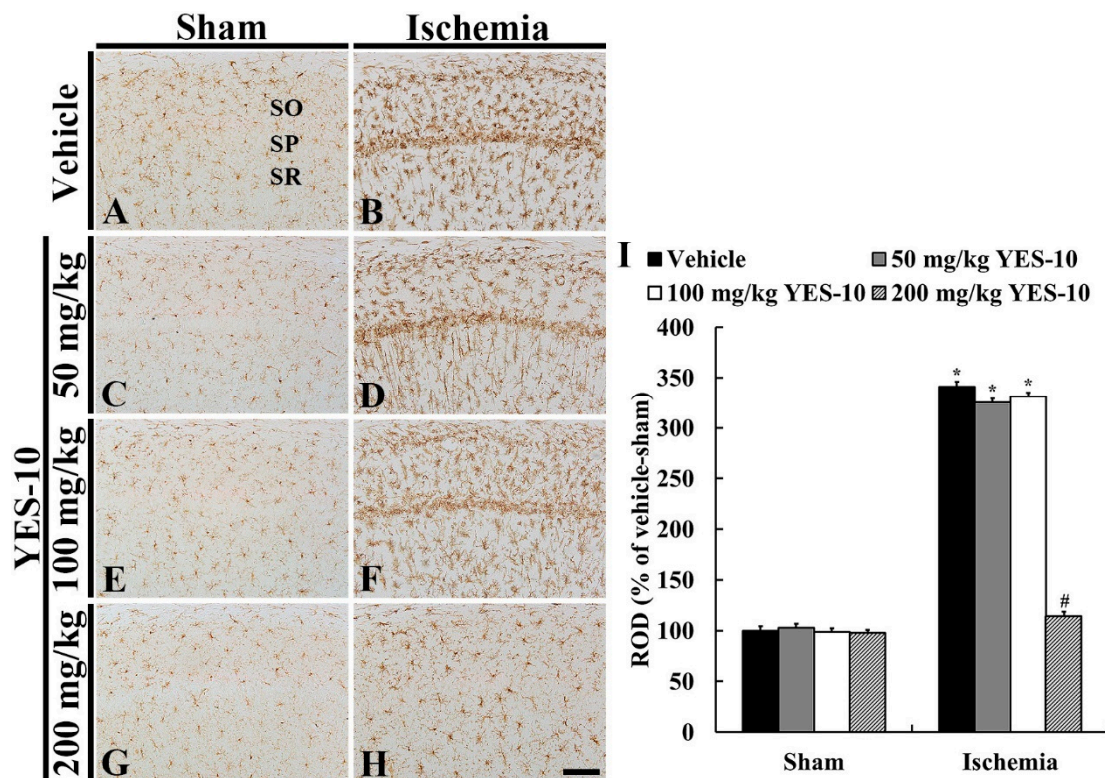 Sham
Ischemia
Vehicle
SO
SP
SR
A
B
YES-10
50 mg/kg
C
D
100 mg/kg
E
F
200 mg/kg
G
H
I
Vehicle
50 mg/kg YES-10
100 mg/kg YES-10
200 mg/kg YES-10
ROD (% of vehicle-sham)
400
350
300
250
200
150
100
50
0
*
*
*
#
Sham
Ischemia